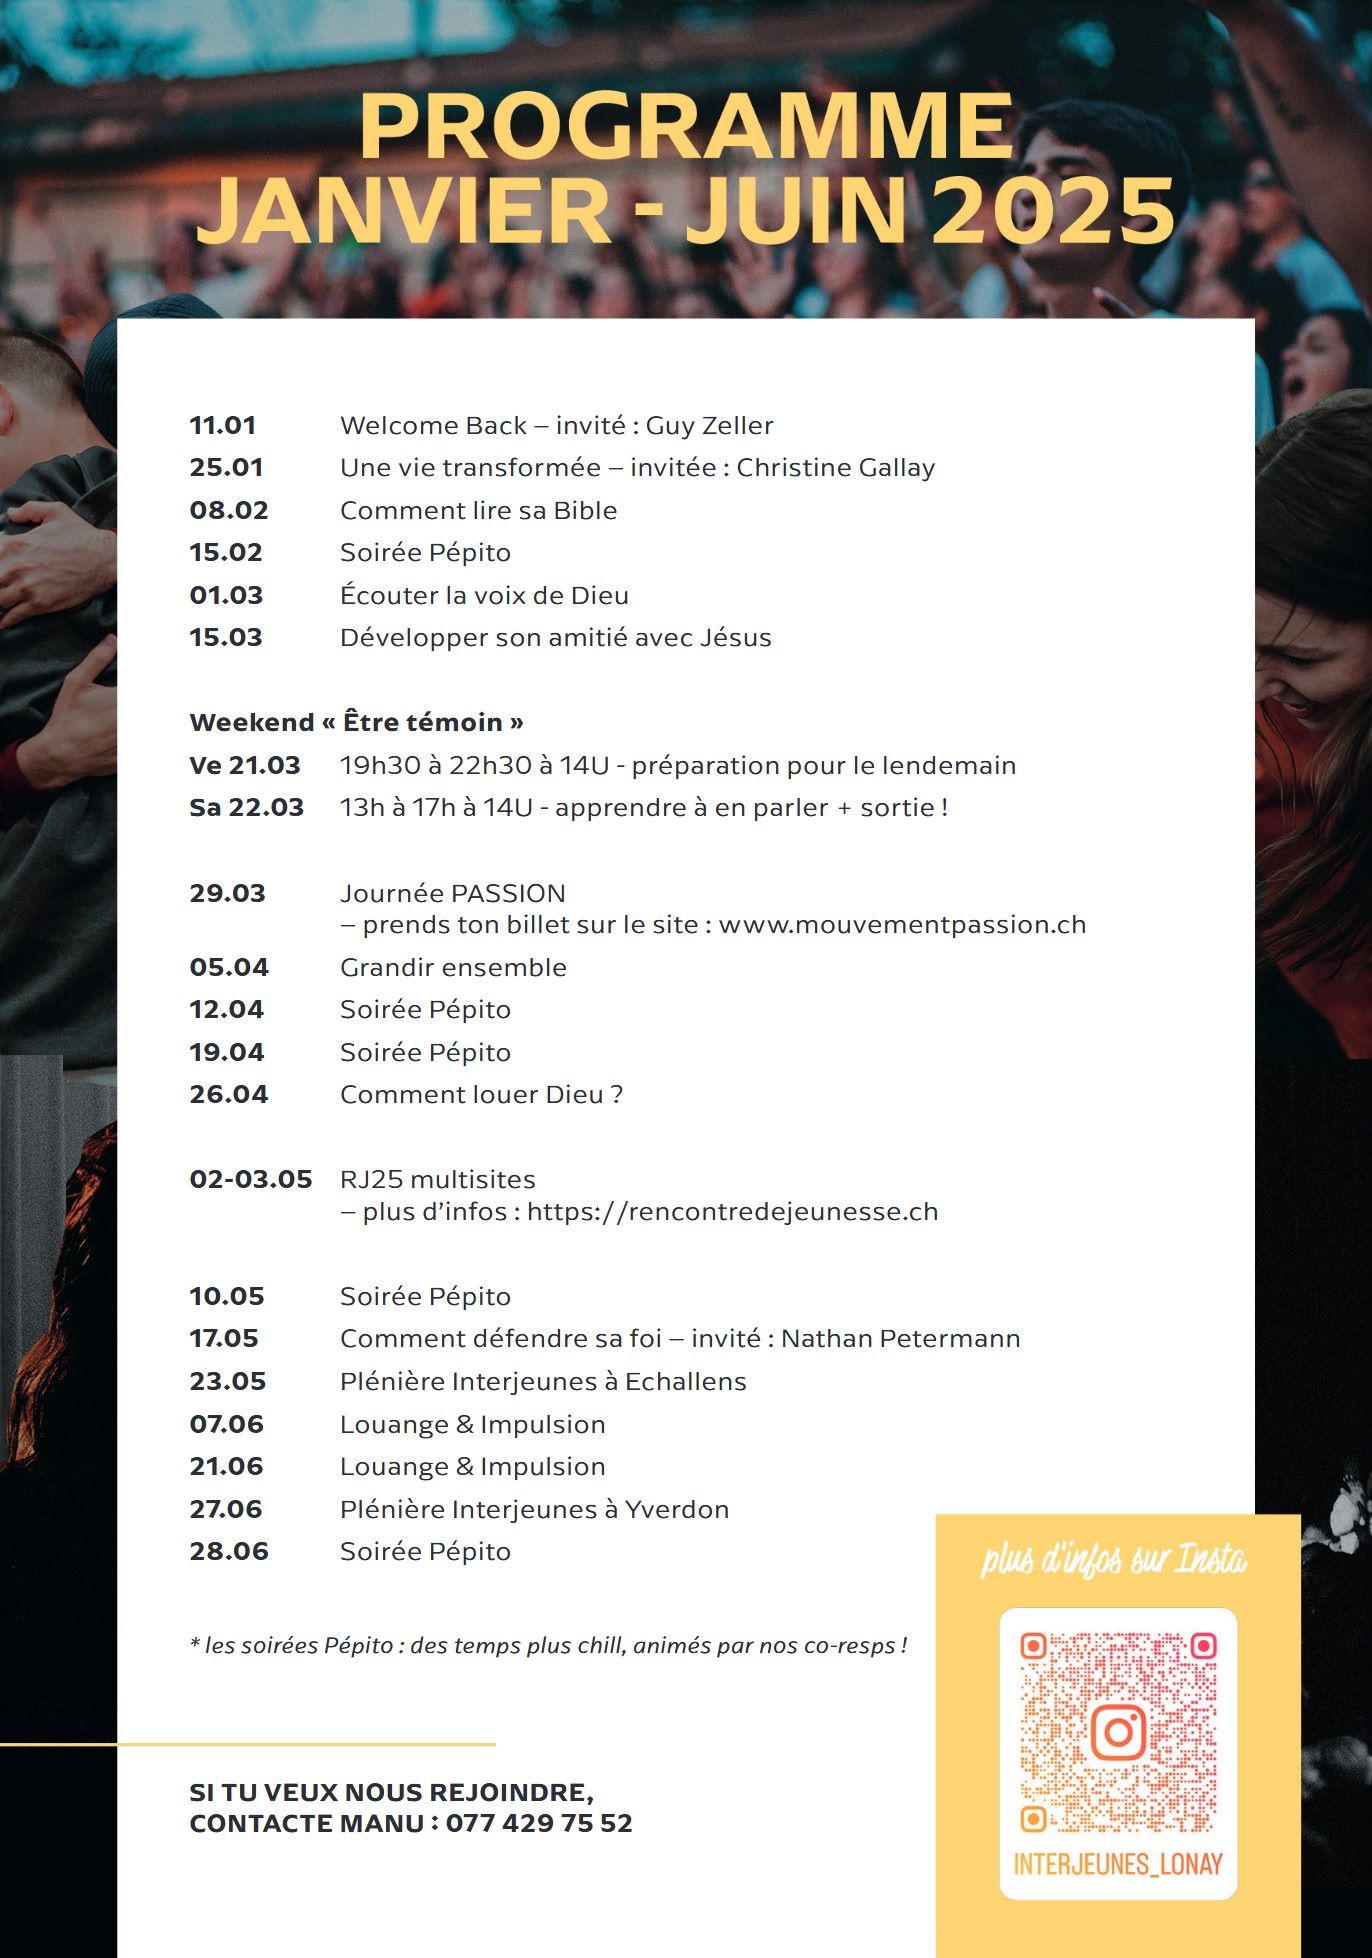 PROGRAMME
JANVIER - JUIN 2025
11.01 Welcome Back – invité : Guy Zeller
25.01 Une vie transformée – invitée : Christine Gallay
08.02 Comment lire sa Bible
15.02 Soirée Pépito
01.03 Écouter la voix de Dieu
15.03 Développer son amitié avec Jésus
Weekend « Être témoin »
Ve 21.03 19h30 à 22h30 à 14U - préparation pour le lendemain
Sa 22.03 13h à 17h à 14U - apprendre à en parler + sortie !
29.03 Journée PASSION
– prends ton billet sur le site : www.mouvementpassion.ch
05.04 Grandir ensemble
12.04 Soirée Pépito
19.04 Soirée Pépito
26.04 Comment louer Dieu ?
02-03.05 RJ25 multisites
– plus d’infos : https://rencontredejeunesse.ch
10.05 Soirée Pépito
17.05 Comment défendre sa foi – invité : Nathan Petermann
23.05 Plénière Interjeunes à Echallens
07.06 Louange & Impulsion
21.06 Louange & Impulsion
27.06 Plénière Interjeunes à Yverdon
28.06 Soirée Pépito
* les soirées Pépito : des temps plus chill, animés par nos co-resps !
SI TU VEUX NOUS REJOINDRE,
CONTACTE MANU : 077 429 75 52
plus d'infos sur Insta
INTERJEUNES_LONAY